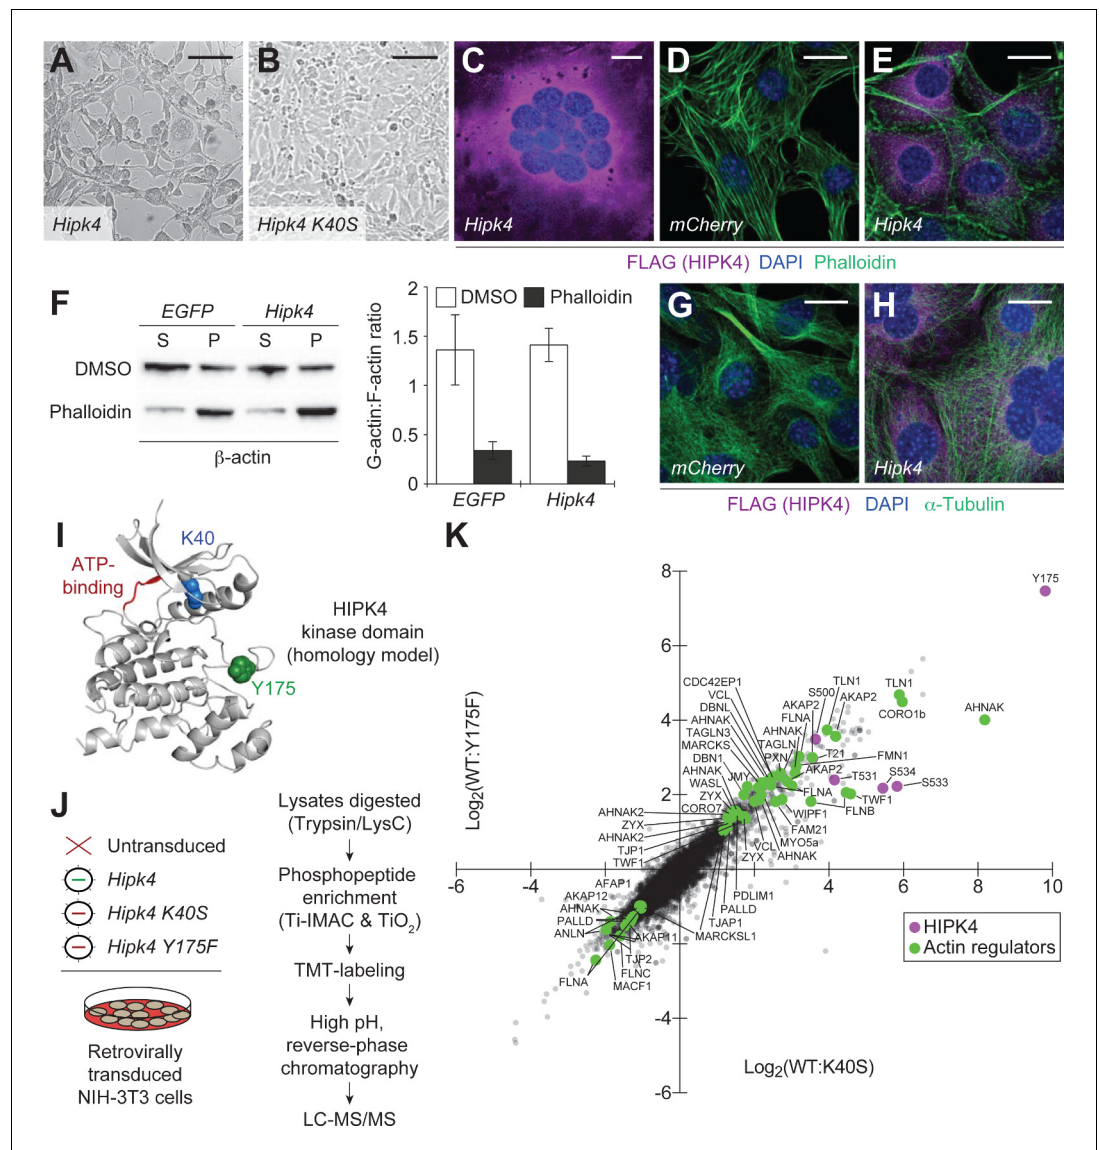 A
Hipk4
B
Hipk4 K40S
C
Hipk4
D
mCherry
E
Hipk4
FLAG (HIPK4) DAPI Phalloidin
F
EGFP Hipk4
S P S P
DMSO
Phalloidin
β-actin
DMSO Phalloidin
G-actin:F-actin ratio
2
1.5
1
0.5
0
EGFP Hipk4
G
mCherry
H
Hipk4
FLAG (HIPK4) DAPI α-Tubulin
I
K40
ATP-
binding
Y175
HIPK4
kinase domain
(homology model)
J
Untransduced
Hipk4
Hipk4 K40S
Hipk4 Y175F
Retrovirally
transduced
NIH-3T3 cells
Lysates digested
(Trypsin/LysC)
Phosphopeptide
enrichment
(Ti-IMAC & TiO2)
TMT-labeling
High pH,
reverse-phase
chromatography
LC-MS/MS
K
Log2(WT:Y175F)
Log2(WT:K40S)
8
4
2
-4
-6
-6
-4
4
6
8
10
Y175
CDC42EP1
VCL
DBNL
AHNAK
TAGLN3
MARCKS
DBN1
AHNAK
WASL
ZYX
CORO7
AHNAK2
ZYX
AHNAK2
TJP1
TWF1
JMY
PXN
TAGLN
AHNAK
FLNA
AKAP2
S500
TLN1
AKAP2
TLN1
CORO1b
AHNAK
T21
FMN1
AKAP2
T531
S534
S533
FLNA
TWF1
FLNB
WIPF1
FAM21
MYO5a
VCL
AHNAK
ZYX
PDLIM1
PALLD
TJAP1
MARCKSL1
AFAP1
AKAP12
AHNAK
PALLD
ANLN
AKAP11
TJP2
FLNC
MACF1
FLNA
HIPK4
Actin regulators